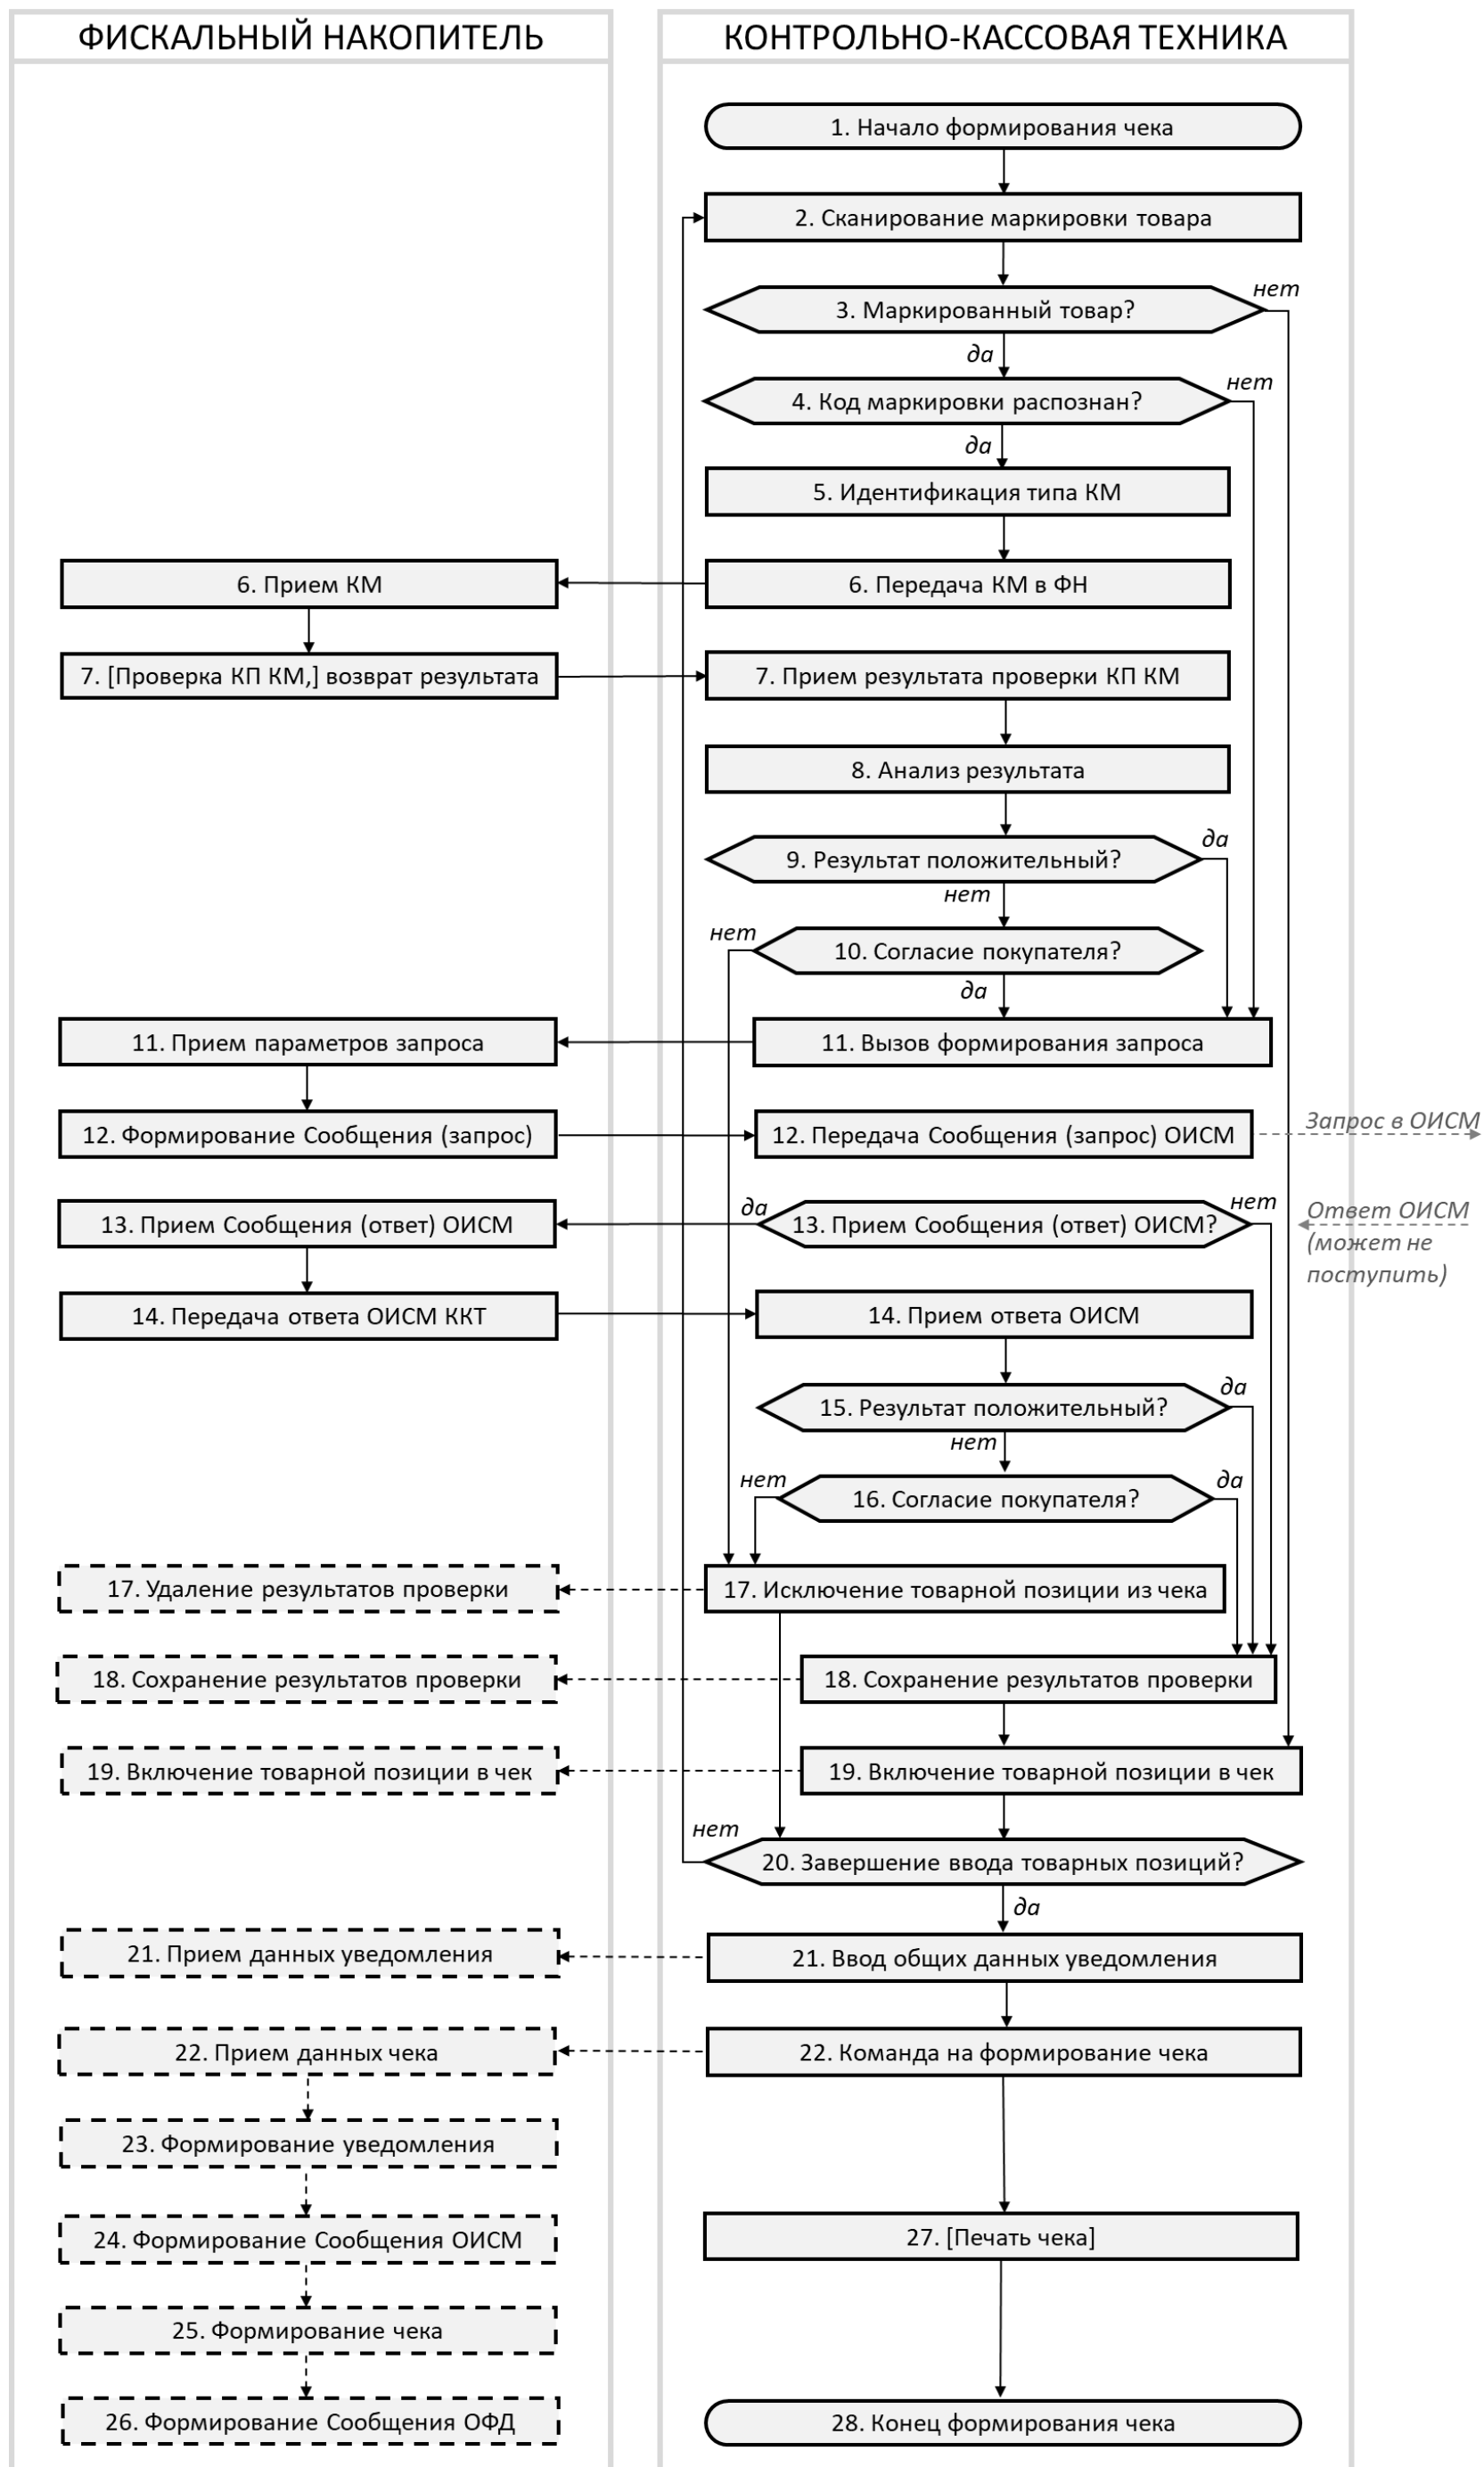 ФИСКАЛЬНЫЙ НАКОПИТЕЛЬ
КОНТРОЛЬНО-КАССОВАЯ ТЕХНИКА
1. Начало формирования чека
2. Сканирование маркировки товара
3. Маркированный товар?
нет
да
4. Код маркировки распознан?
нет
да
5. Идентификация типа КМ
6. Прием КМ
6. Передача КМ в ФН
7. [Проверка КП КМ,] возврат результата
7. Прием результата проверки КП КМ
8. Анализ результата
9. Результат положительный?
да
нет
10. Согласие покупателя?
нет
да
11. Прием параметров запроса
11. Вызов формирования запроса
12. Формирование Сообщения (запрос)
12. Передача Сообщения (запрос) ОИСМ
Запрос в ОИСМ
13. Прием Сообщения (ответ) ОИСМ
да
13. Прием Сообщения (ответ) ОИСМ?
нет
Ответ ОИСМ
(может не
поступить)
14. Передача ответа ОИСМ ККТ
14. Прием ответа ОИСМ
15. Результат положительный?
да
нет
нет
16. Согласие покупателя?
да
17. Удаление результатов проверки
17. Исключение товарной позиции из чека
18. Сохранение результатов проверки
18. Сохранение результатов проверки
19. Включение товарной позиции в чек
19. Включение товарной позиции в чек
нет
20. Завершение ввода товарных позиций?
да
21. Прием данных уведомления
21. Ввод общих данных уведомления
22. Прием данных чека
22. Команда на формирование чека
23. Формирование уведомления
24. Формирование Сообщения ОИСМ
27. [Печать чека]
25. Формирование чека
26. Формирование Сообщения ОФД
28. Конец формирования чека